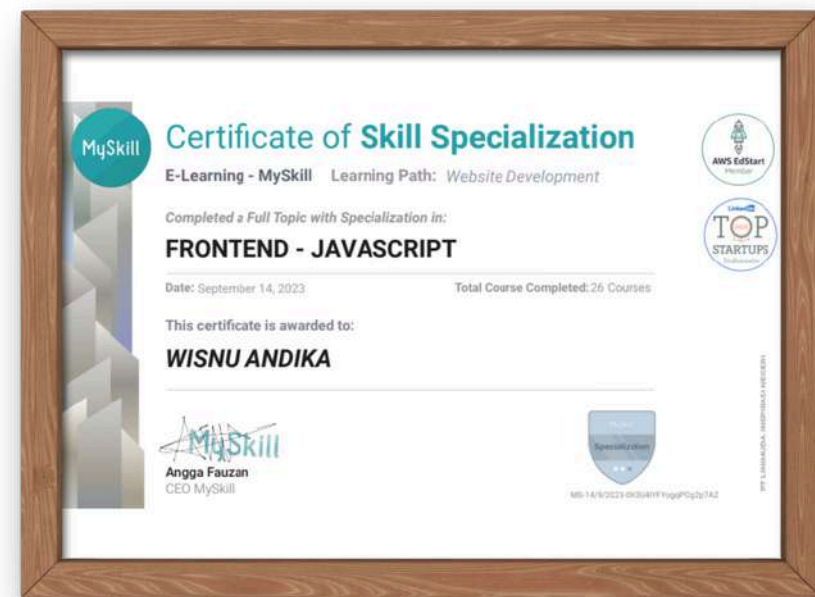 MySkill
Certificate of Skill Specialization
E-Learning - MySkill Learning Path: Website Development
Completed a Full Topic with Specialization in:
FRONTEND - JAVASCRIPT
Date: September 14, 2023 Total Course Completed: 26 Courses
This certificate is awarded to:
WISNU ANDIKA
MySkill
Angga Fauzan
CEO MySkill
AWS EdStart
Member
LinkedIn
TOP
STARTUPS
MySkill
Specialization